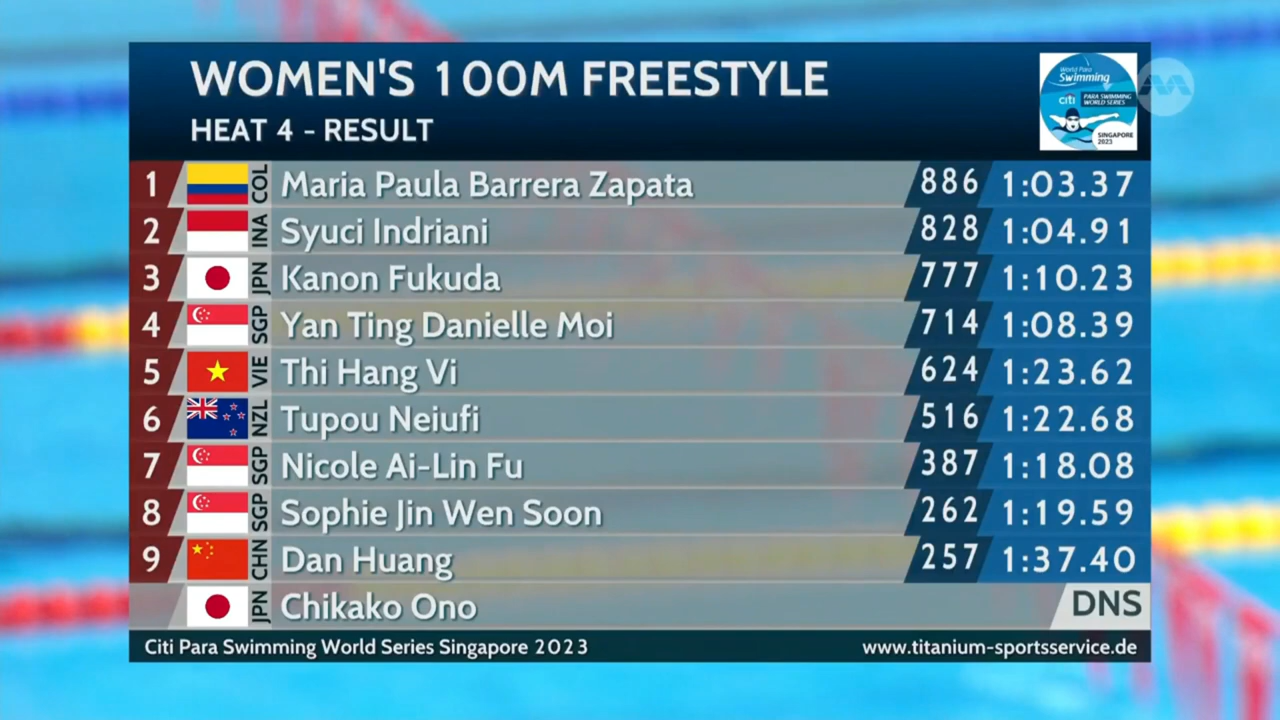 WOMEN'S 100M FREESTYLE
HEAT 4 - RESULT
World Para
Swimming
citi PARA SWIMMING
WORLD SERIES
SINGAPORE
2023
1 COL Maria Paula Barrera Zapata 886 1:03.37
2 INA Syuci Indriani 828 1:04.91
3 JPN Kanon Fukuda 777 1:10.23
4 SGP Yan Ting Danielle Moi 714 1:08.39
5 VIE Thi Hang Vi 624 1:23.62
6 NZL Tupou Neiufi 516 1:22.68
7 SGP Nicole Ai-Lin Fu 387 1:18.08
8 SGP Sophie Jin Wen Soon 262 1:19.59
9 CHN Dan Huang 257 1:37.40
JPN Chikako Ono DNS
Citi Para Swimming World Series Singapore 2023 www.titanium-sportsservice.de